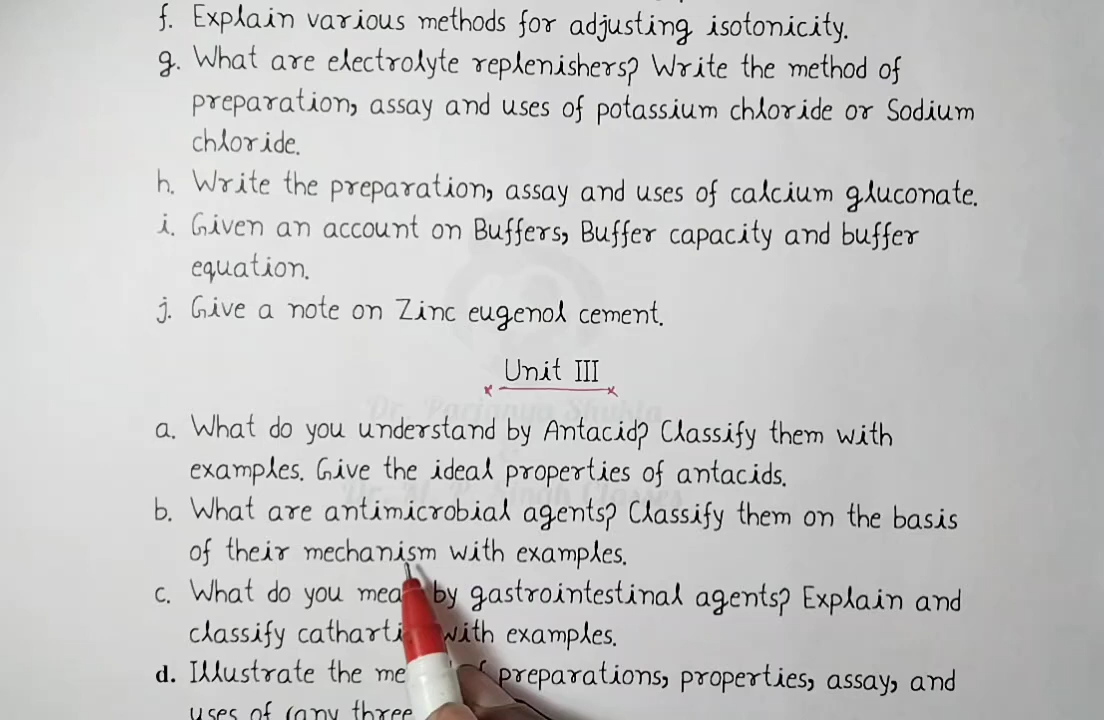 f. Explain various methods for adjusting isotonicity.
g. What are electrolyte replenishers? Write the method of
preparation, assay and uses of potassium chloride or Sodium
chloride.
h. Write the preparation, assay and uses of calcium gluconate.
i. Given an account on Buffers, Buffer capacity and buffer
equation.
j. Give a note on Zinc eugenol cement.
Unit III
a. What do you understand by Antacid? Classify them with
examples. Give the ideal properties of antacids.
b. What are antimicrobial agents? Classify them on the basis
of their mechanism with examples.
c. What do you mea by gastrointestinal agents? Explain and
classify catharti with examples.
d. Illustrate the me of preparations, properties, assay, and
uses of (any three